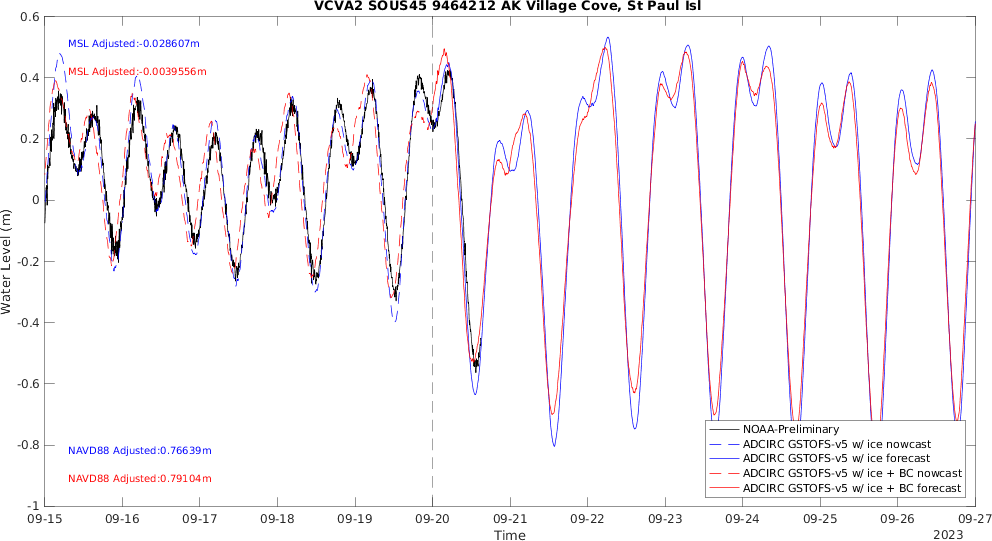 VCVA2 SOUS45 9464212 AK Village Cove, St Paul Isl
Water Level (m)
0.6
0.4
0.2
0
-0.2
-0.4
-0.6
-0.8
-1
MSL Adjusted:-0.028607m
MSL Adjusted:-0.0039556m
NAVD88 Adjusted:0.76639m
NAVD88 Adjusted:0.79104m
NOAA-Preliminary
ADCIRC GSTOFS-v5 w/ ice nowcast
ADCIRC GSTOFS-v5 w/ ice forecast
ADCIRC GSTOFS-v5 w/ ice + BC nowcast
ADCIRC GSTOFS-v5 w/ ice + BC forecast
09-15 09-16 09-17 09-18 09-19 09-20 09-21 09-22 09-23 09-24 09-25 09-26 09-27
Time
2023